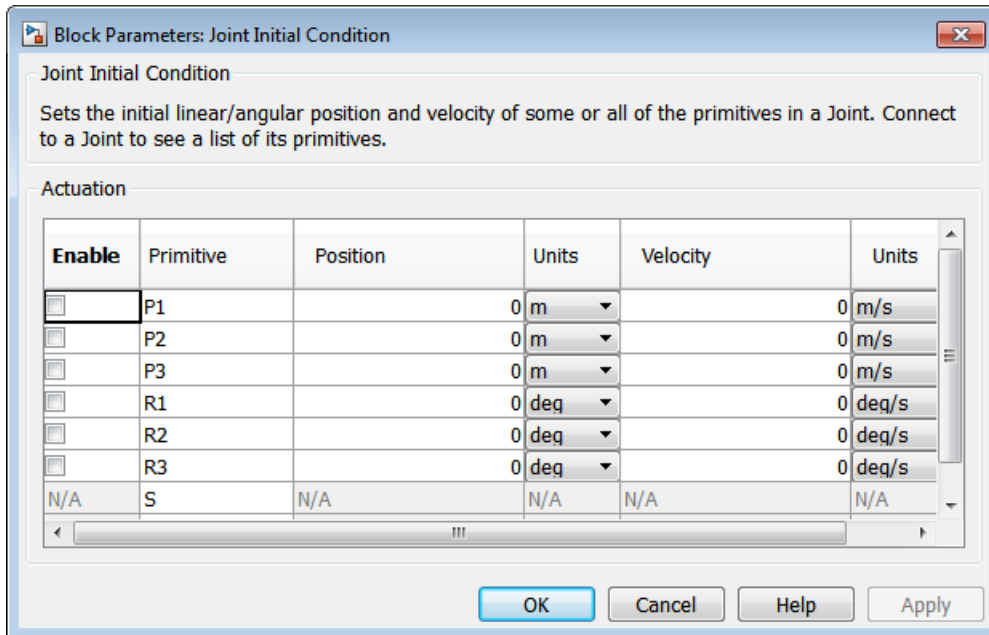 Block Parameters: Joint Initial Condition
Joint Initial Condition
Sets the initial linear/angular position and velocity of some or all of the primitives in a Joint. Connect
to a Joint to see a list of its primitives.
Actuation
Enable Primitive Position Units Velocity Units
P1 0 m 0 m/s
P2 0 m 0 m/s
P3 0 m 0 m/s
R1 0 deg 0 deg/s
R2 0 deg 0 deg/s
R3 0 deg 0 deg/s
N/A S N/A N/A N/A N/A
OK Cancel Help Apply